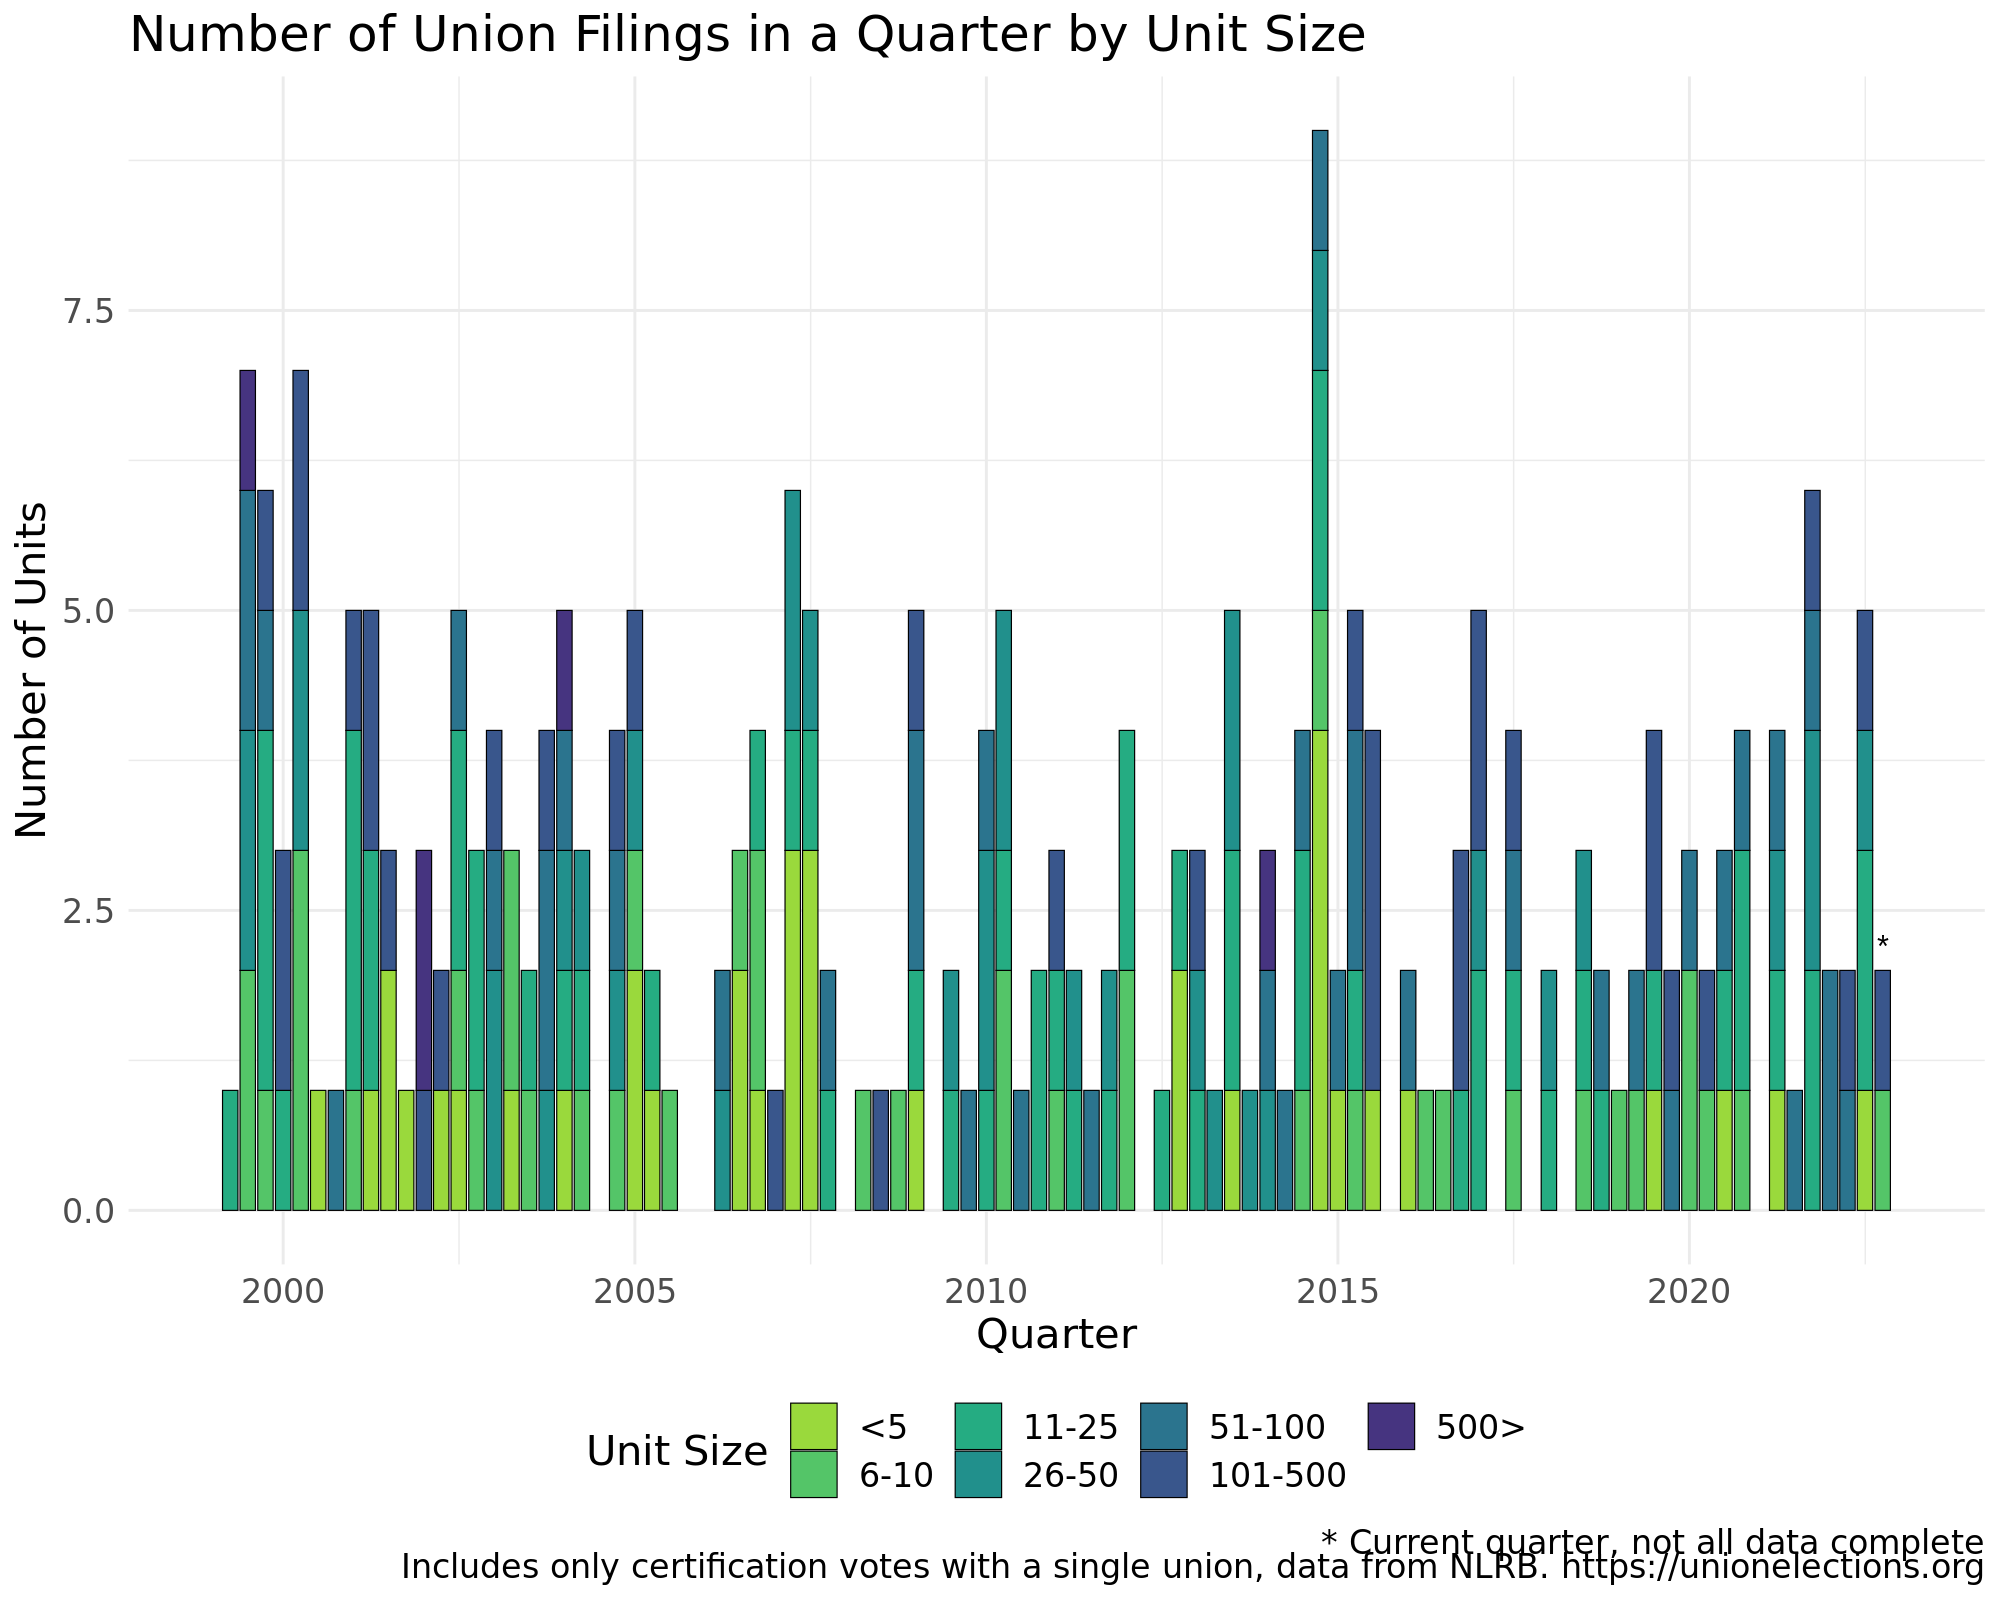 Number of Union Filings in a Quarter by Unit Size
Number of Units
7.5
5.0
2.5
0.0
*
2000 2005 2010 2015 2020
Quarter
Unit Size
<5 11-25 51-100 500>
6-10 26-50 101-500
* Current quarter, not all data complete
Includes only certification votes with a single union, data from NLRB. https://unionelections.org